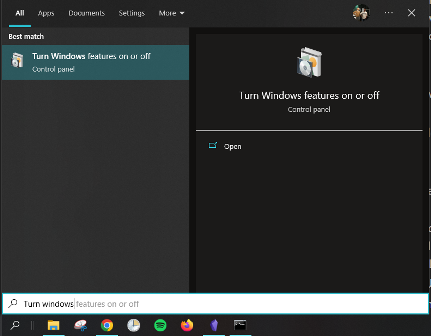 All Apps Documents Settings More
Best match
Turn Windows features on or off
Control panel
Turn Windows features on or off
Control panel
Open
Turn windows features on or off